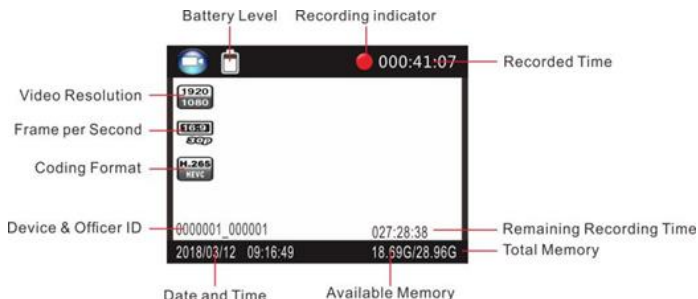 Battery Level Recording indicator
000:41:07 Recorded Time
Video Resolution 1920
1080
Frame per Second 16:9
30P
Coding Format H.265
HEVC
Device & Officer ID 0000001_000001 027:28:38 Remaining Recording Time
2018/03/12 09:16:49 18.69G/28.96G Total Memory
Date and Time Available Memory